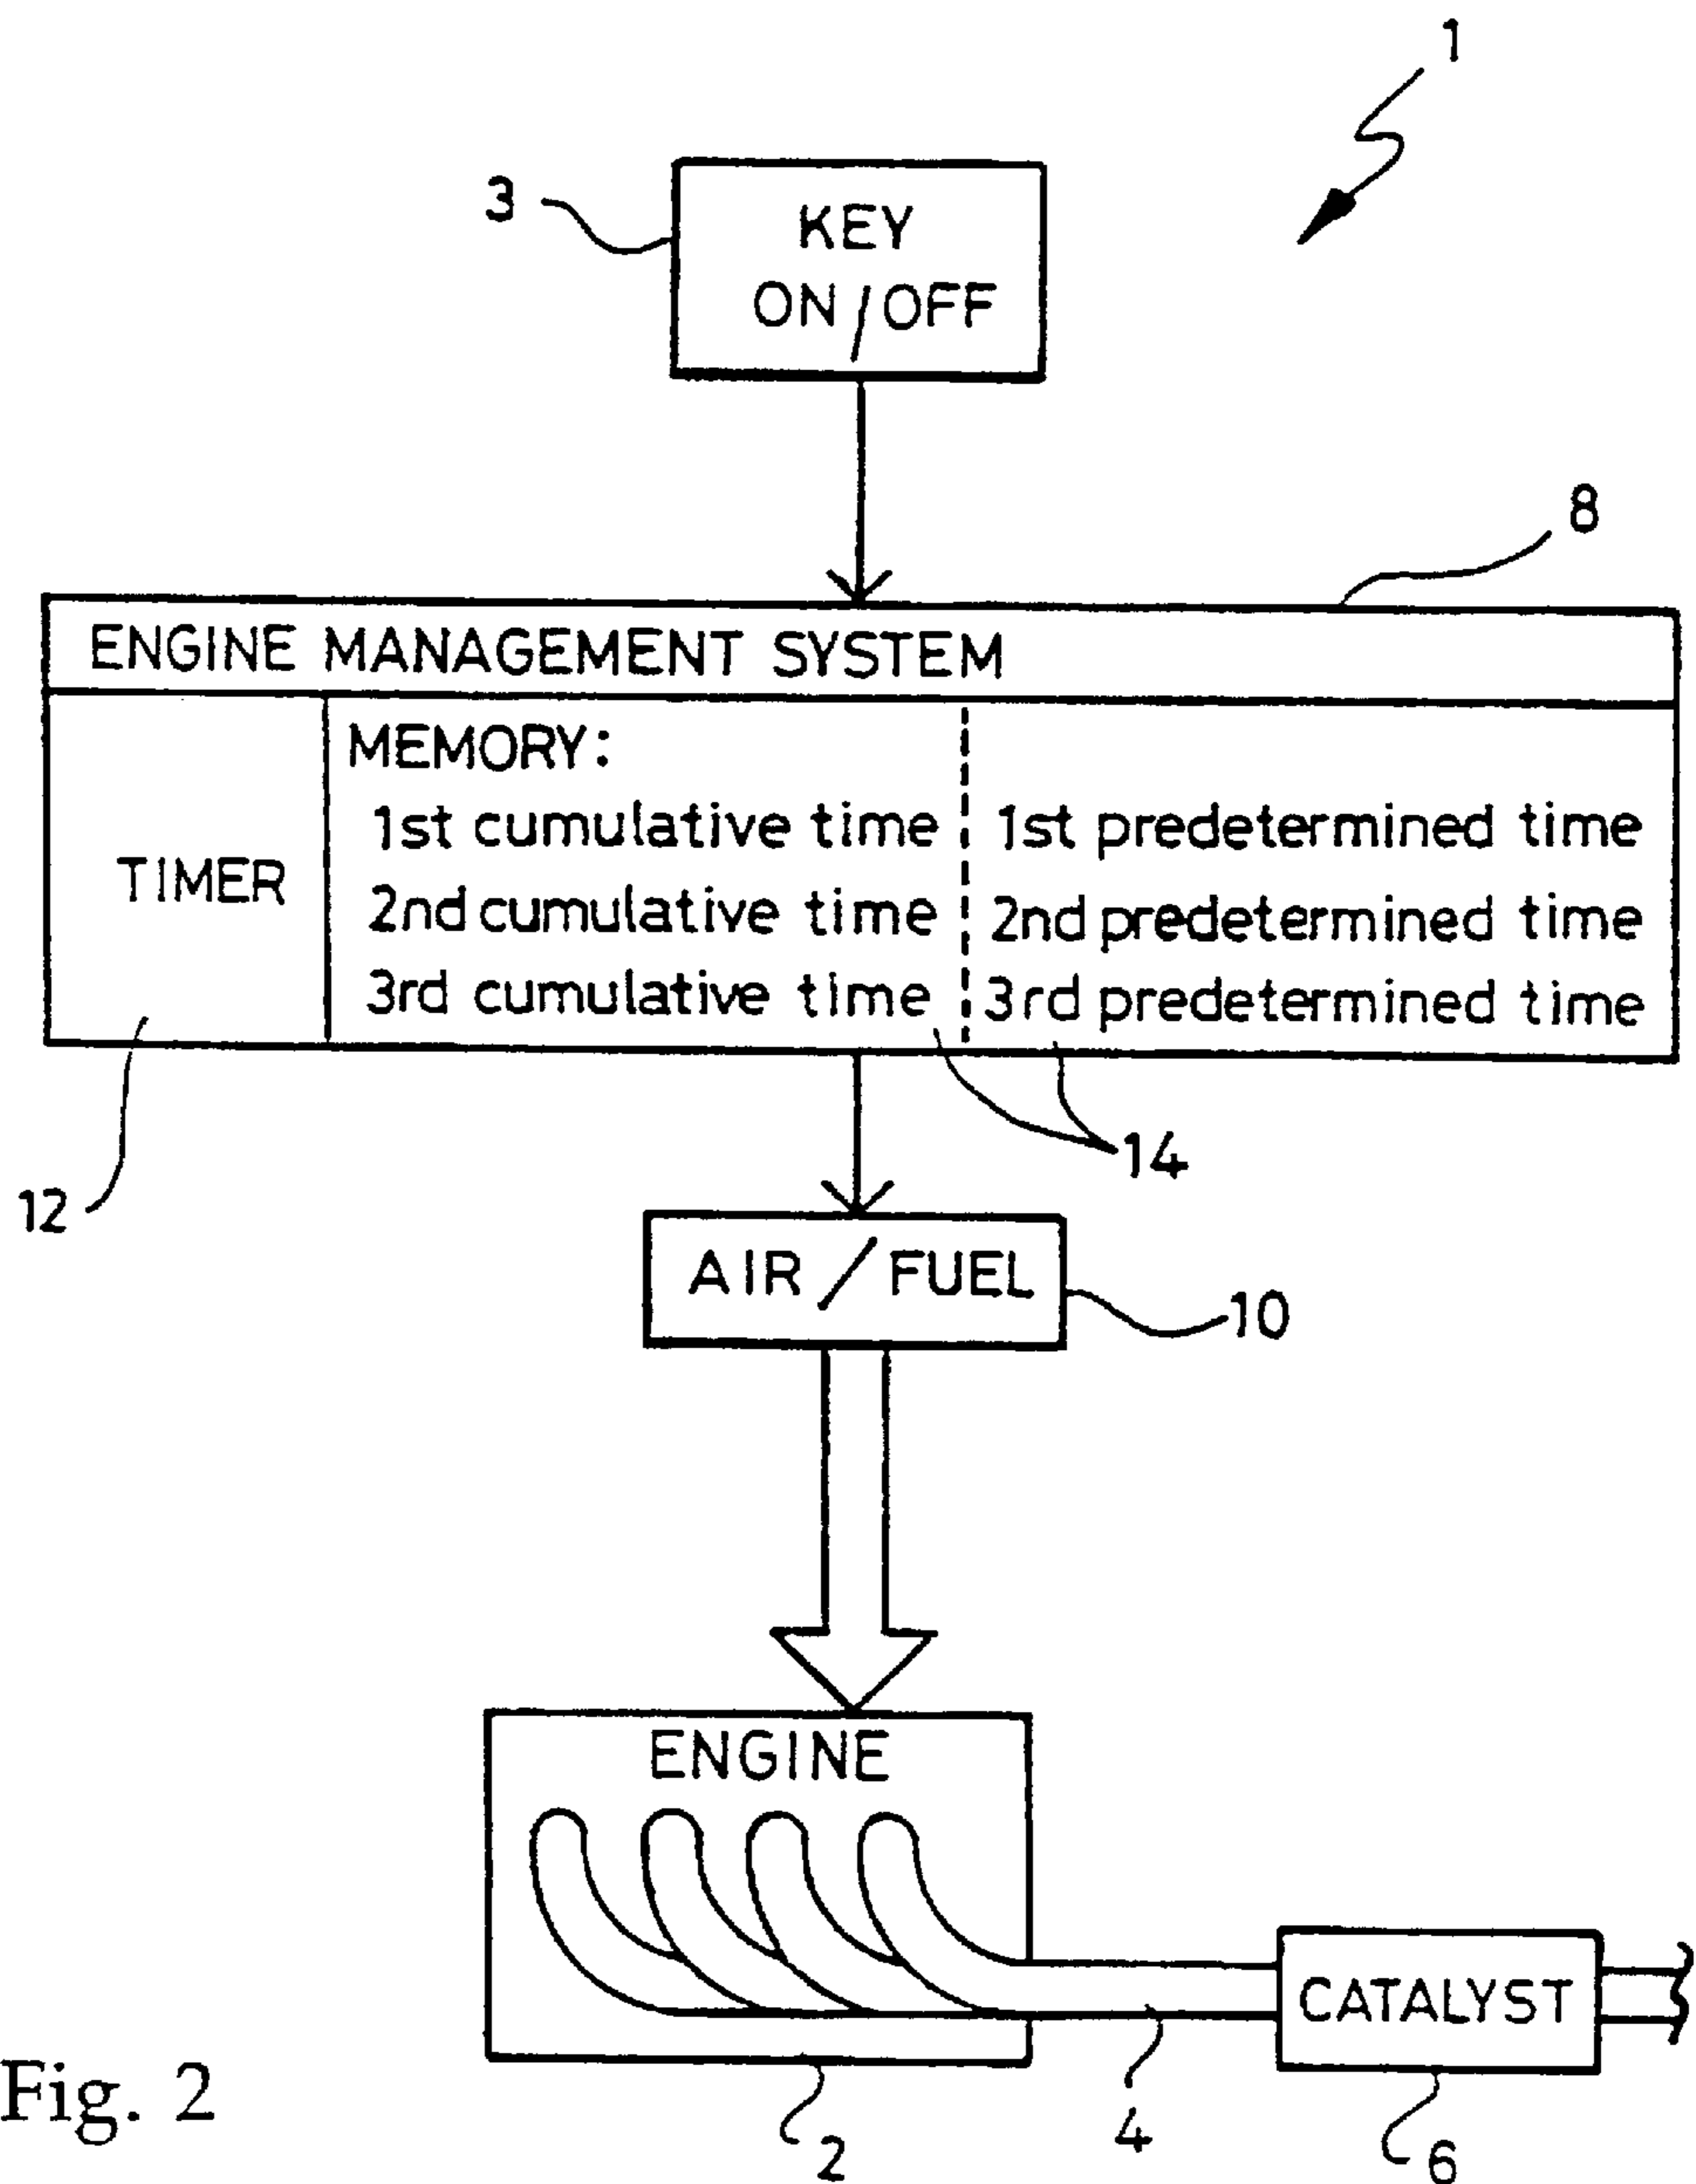 1
3
KEY
ON/OFF
8
ENGINE MANAGEMENT SYSTEM
TIMER
MEMORY:
1st cumulative time
2nd cumulative time
3rd cumulative time
1st predetermined time
2nd predetermined time
3rd predetermined time
12
14
AIR/FUEL
10
ENGINE
CATALYST
2
4
6
Fig. 2